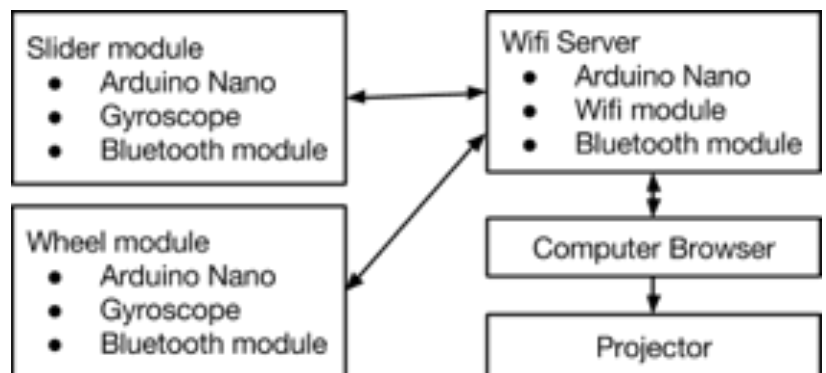 Slider module
● Arduino Nano
● Gyroscope
● Bluetooth module
Wheel module
● Arduino Nano
● Gyroscope
● Bluetooth module
Wifi Server
● Arduino Nano
● Wifi module
● Bluetooth module
Computer Browser
Projector